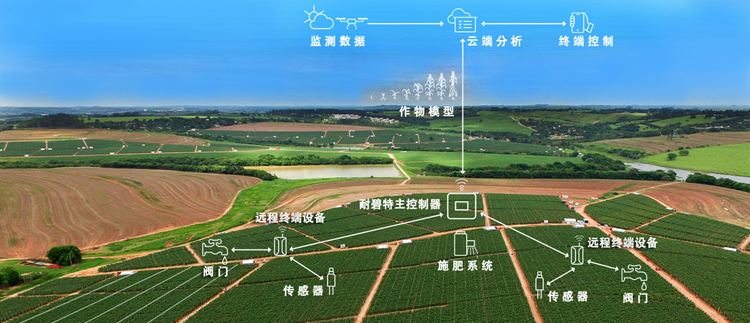 监测数据
云端分析
终端控制
作物模型
耐碧特主控制器
远程终端设备
远程终端设备
阀门
传感器
施肥系统
传感器
阀门